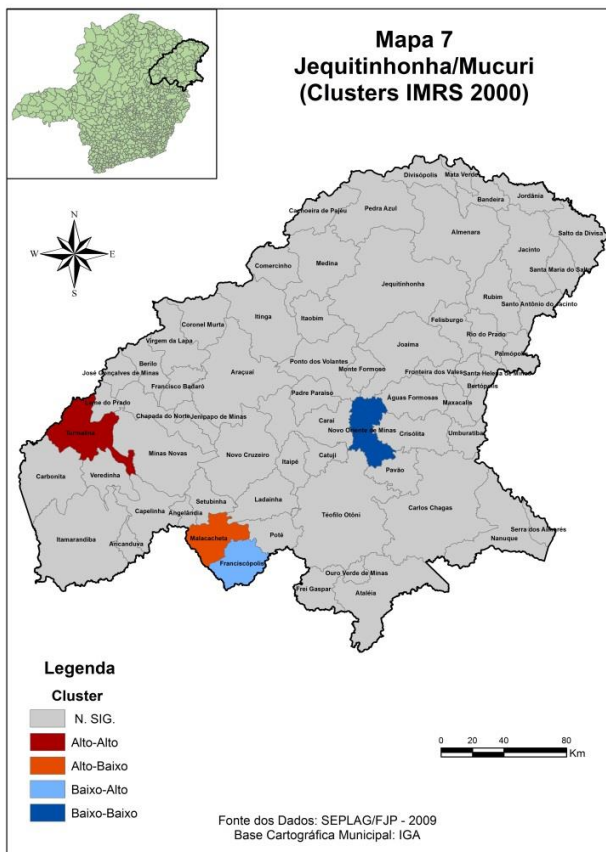 Mapa 7
Jequitinhonha/Mucuri
(Clusters IMRS 2000)
N
W
E
S
Divisópolis
Mata Verde
Bandeira
Jordânia
Cachoeira de Pajéu
Pedra Azul
Almenara
Salto da Divisa
Jacinto
Comercinho
Medina
Santa Maria do Salto
Jequitinhonha
Rubim
Santo Antônio do Jacinto
Itinga
Itaobim
Felisburgo
Coronel Murta
Rio do Prado
Virgem da Lapa
Joaíma
Palmópolis
Berilo
Ponto dos Volantes
Monte Formoso
Fronteira dos Vales
José Gonçalves de Minas
Araçuaí
Francisco Badaró
Padre Paraíso
Águas Formosas
Bertópolis
Leme do Prado
Machacalis
Chapada do Norte
Jenipapo de Minas
Caraí
Novo Oriente de Minas
Crisólita
Umburatiba
Minas Novas
Novo Cruzeiro
Catuji
Itaipé
Pavão
Carbonita
Veredinha
Setubinha
Ladainha
Capelinha
Angelândia
Teófilo Otôni
Carlos Chagas
Malacacheta
Poté
Itamarandiba
Aricanduva
Serra dos Aimorés
Nanuque
Franciscópolis
Ouro Verde de Minas
Frei Gaspar
Ataléia
Legenda
Cluster
N. SIG.
Alto-Alto
Alto-Baixo
Baixo-Alto
Baixo-Baixo
0 20 40 80
Km
Fonte dos Dados: SEPLAG/FJP - 2009
Base Cartográfica Municipal: IGA